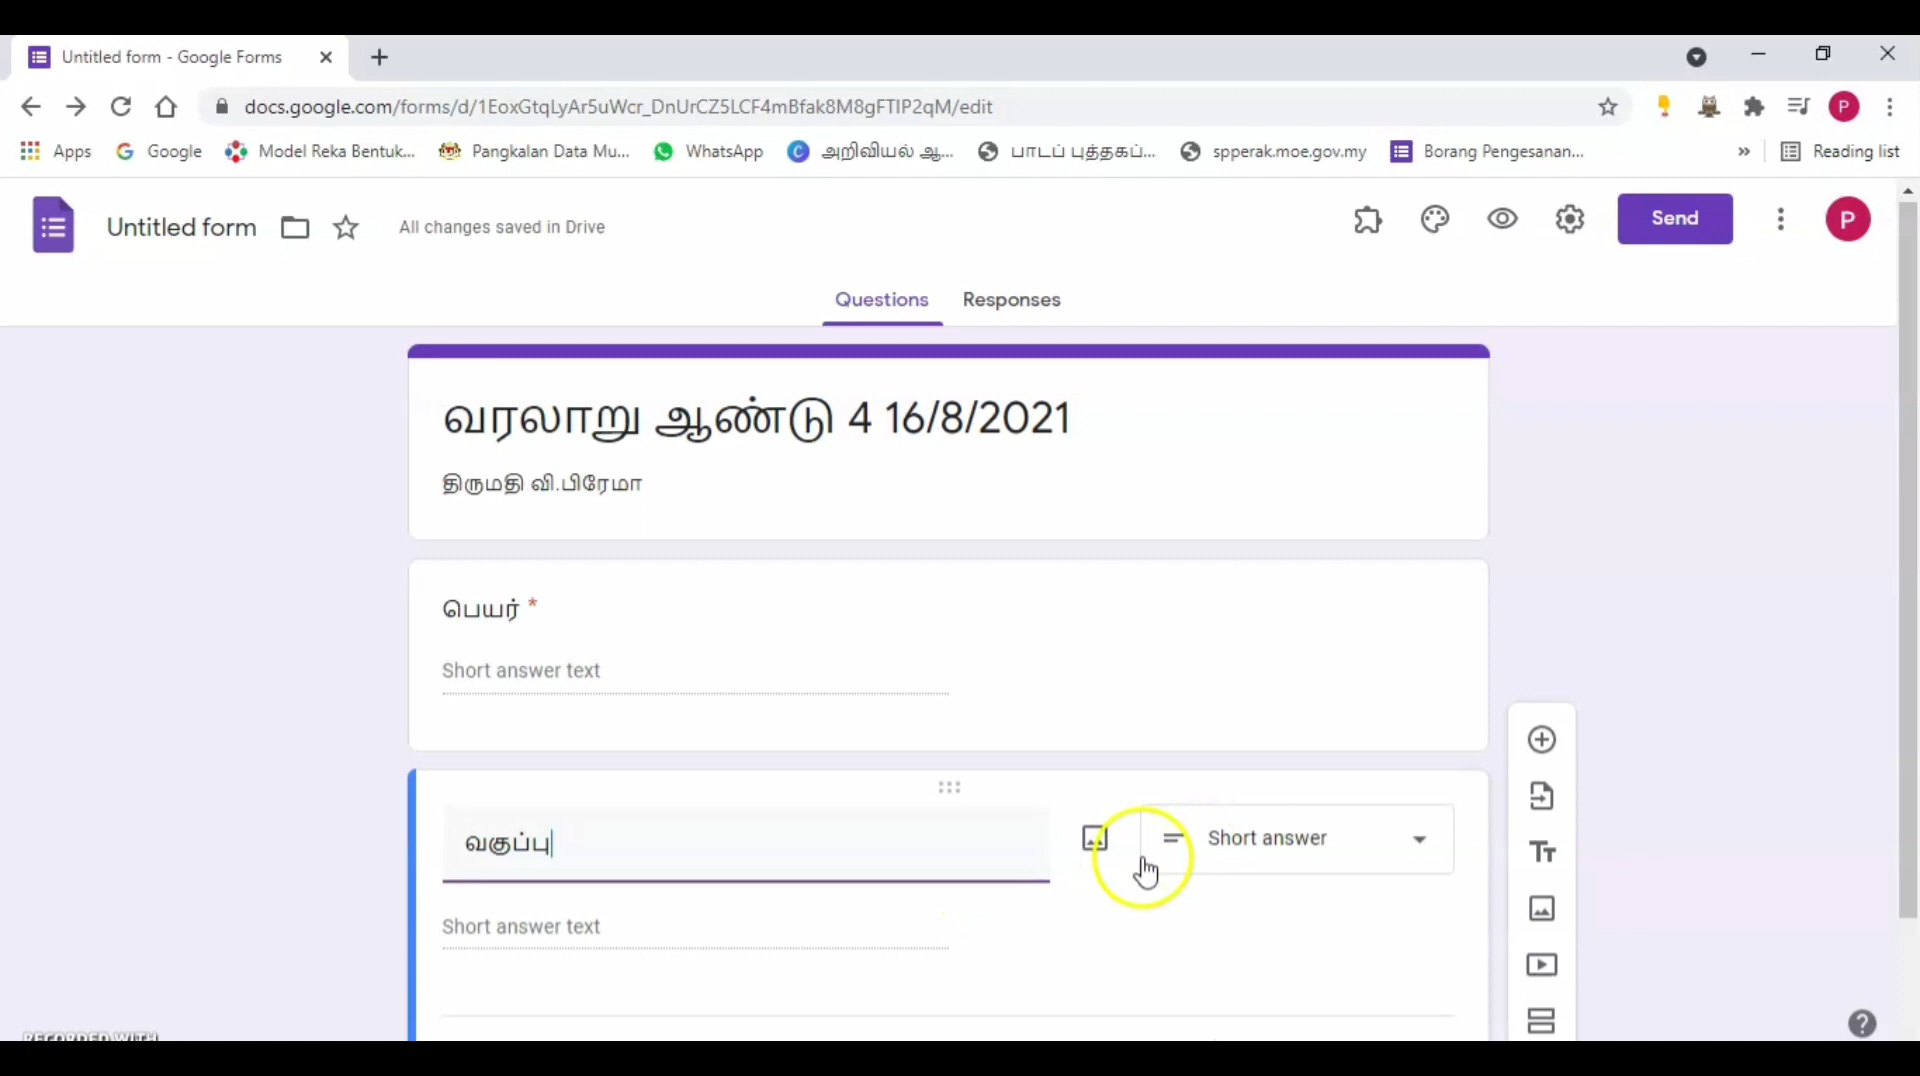 Untitled form - Google Forms
docs.google.com/forms/d/1EoxGtqLyAr5uWcr_DnUrCZ5LCF4mBfak8M8gFTIP2qM/edit
Apps Google Model Reka Bentuk... Pangkalan Data Mu... WhatsApp அறிவியல் ஆ... பாடப் புத்தகப்... spperak.moe.gov.my Borang Pengesanan... » Reading list
Untitled form All changes saved in Drive Send P
Questions Responses
வரலாறு ஆண்டு 4 16/8/2021
திருமதி வி.பிரேமா
பெயர் *
Short answer text
வகுப்பு Short answer
Short answer text
RECORDED WITH